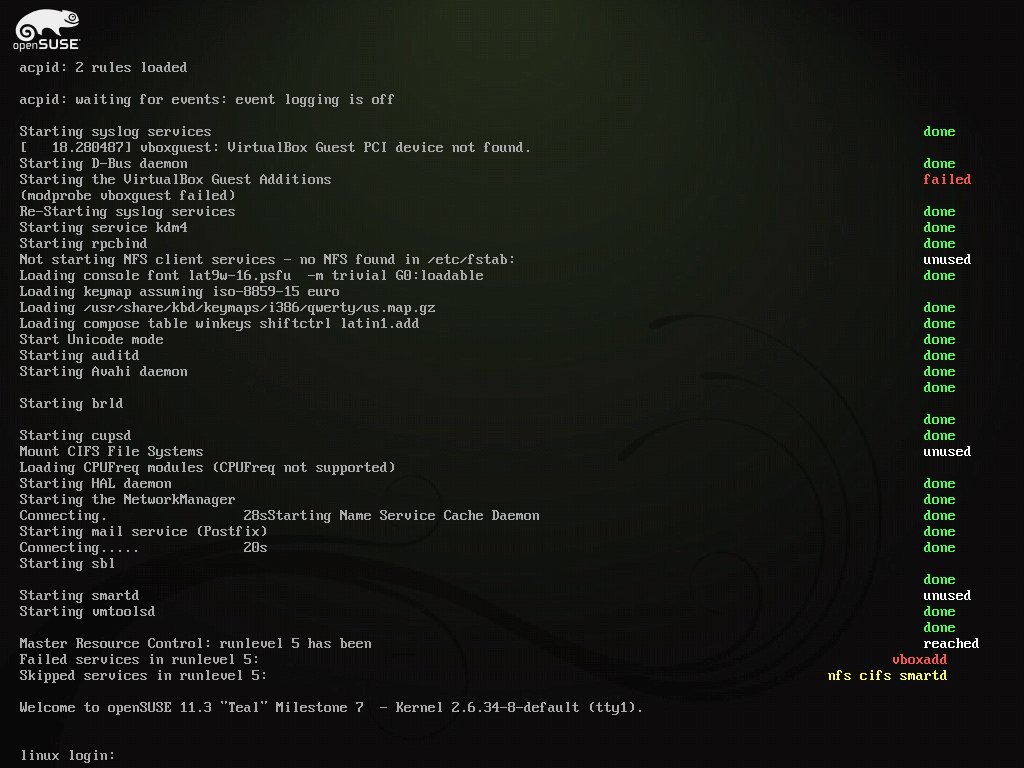 openSUSE
acpid: 2 rules loaded
acpid: waiting for events: event logging is off
Starting syslog services done
[   18.280487] vboxguest: VirtualBox Guest PCI device not found.
Starting D-Bus daemon done
Starting the VirtualBox Guest Additions failed
(modprobe vboxguest failed)
Re-Starting syslog services done
Starting service kdm4 done
Starting rpcbind done
Not starting NFS client services - no NFS found in /etc/fstab: unused
Loading console font lat9w-16.psfu  -m trivial G0:loadable done
Loading keymap assuming iso-8859-15 euro
Loading /usr/share/kbd/keymaps/i386/qwerty/us.map.gz done
Loading compose table winkeys shiftctrl latin1.add done
Start Unicode mode done
Starting auditd done
Starting Avahi daemon done
done
Starting brld
done
Starting cupsd done
Mount CIFS File Systems unused
Loading CPUFreq modules (CPUFreq not supported)
Starting HAL daemon done
Starting the NetworkManager done
Connecting.                 28sStarting Name Service Cache Daemon done
Starting mail service (Postfix) done
Connecting.....             20s done
Starting sbl
done
Starting smartd unused
Starting vmtoolsd done
done
Master Resource Control: runlevel 5 has been reached
Failed services in runlevel 5: vboxadd
Skipped services in runlevel 5: nfs cifs smartd
Welcome to openSUSE 11.3 "Teal" Milestone 7  - Kernel 2.6.34-8-default (tty1).
linux login: